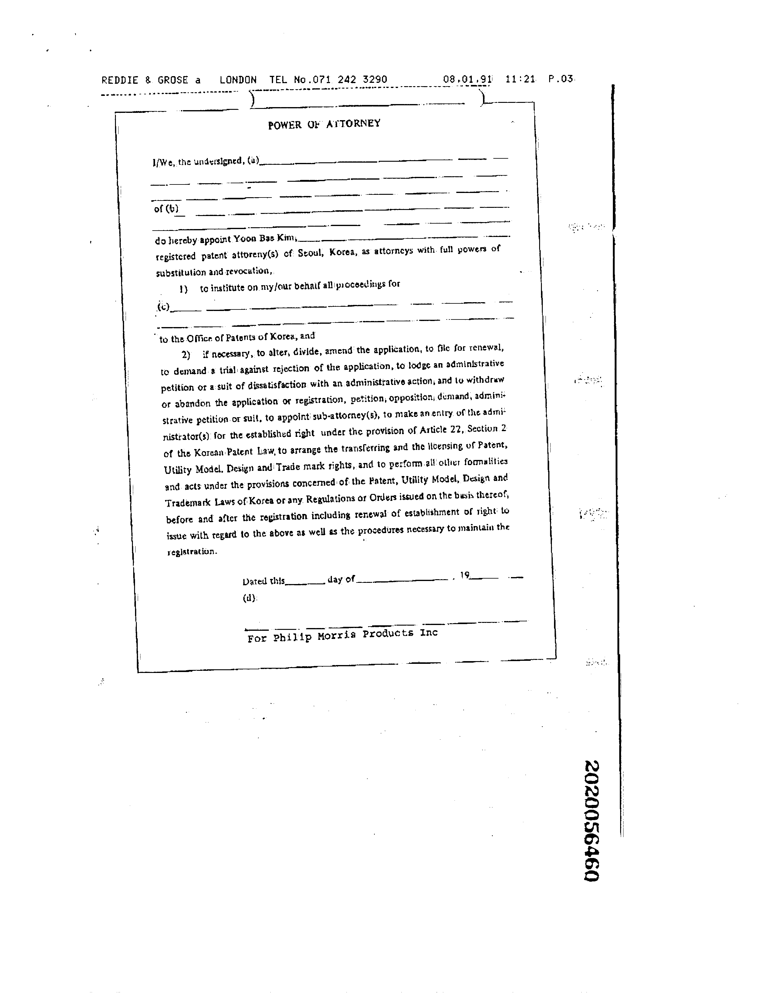 REDDIE & GROSE a LONDON TEL No.071 242 3290 08.01.91 11:21 P.03
POWER OF ATTORNEY
I/We, the undersigned, (a)
of (b)
do hereby appoint Yoon Bae Kim,
registered patent attoreny(s) of Seoul, Korea, as attorneys with full powers of
substitution and revocation,
1) to institute on my/our behalf all proceedings for
(c)
to the Office of Patents of Korea, and
2) if necessary, to alter, divide, amend the application, to file for renewal,
to demand a trial against rejection of the application, to lodge an administrative
petition or a suit of dissatisfaction with an administrative action, and to withdraw
or abandon the application or registration, petition, opposition, demand, admini-
strative petition or suit, to appoint sub-attorney(s), to make an entry of the admi-
nistrator(s) for the established right under the provision of Article 22, Section 2
of the Korean Patent Law, to arrange the transferring and the licensing of Patent,
Utility Model, Design and Trade mark rights, and to perform all other formalities
and acts under the provisions concerned of the Patent, Utility Model, Design and
Trademark Laws of Korea or any Regulations or Orders issued on the basis thereof,
before and after the registration including renewal of establishment of right to
issue with regard to the above as well as the procedures necessary to maintain the
registration.
Dated this day of , 19
(d)
For Philip Morris Products Inc
2020056460